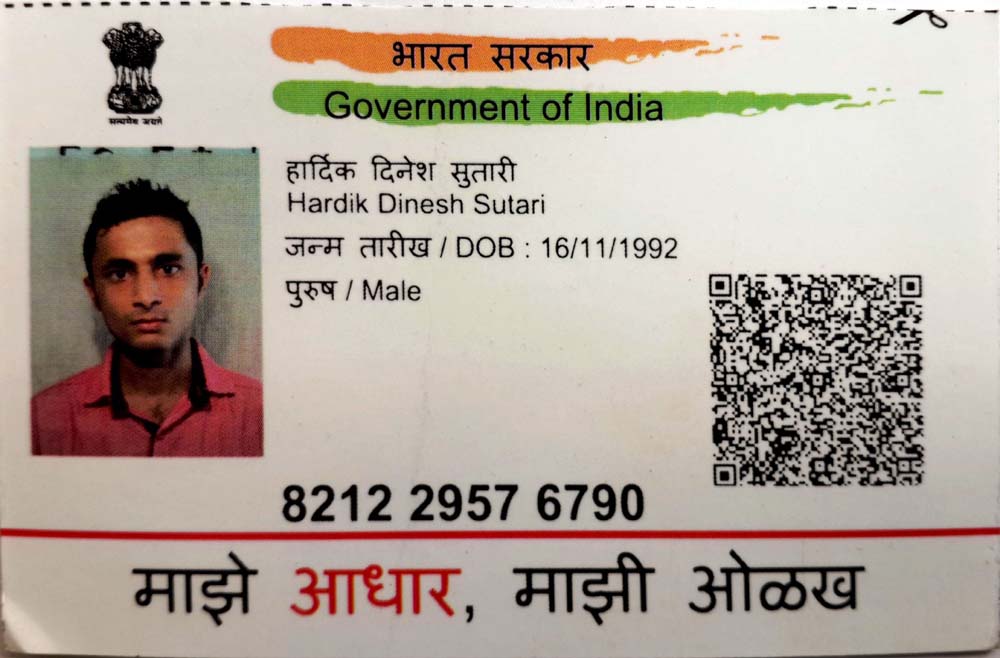 भारत सरकार
Government of India
सत्यमेव जयते
हार्दिक दिनेश सुतारी
Hardik Dinesh Sutari
जन्म तारीख / DOB : 16/11/1992
पुरुष / Male
8212 2957 6790
माझे आधार, माझी ओळख